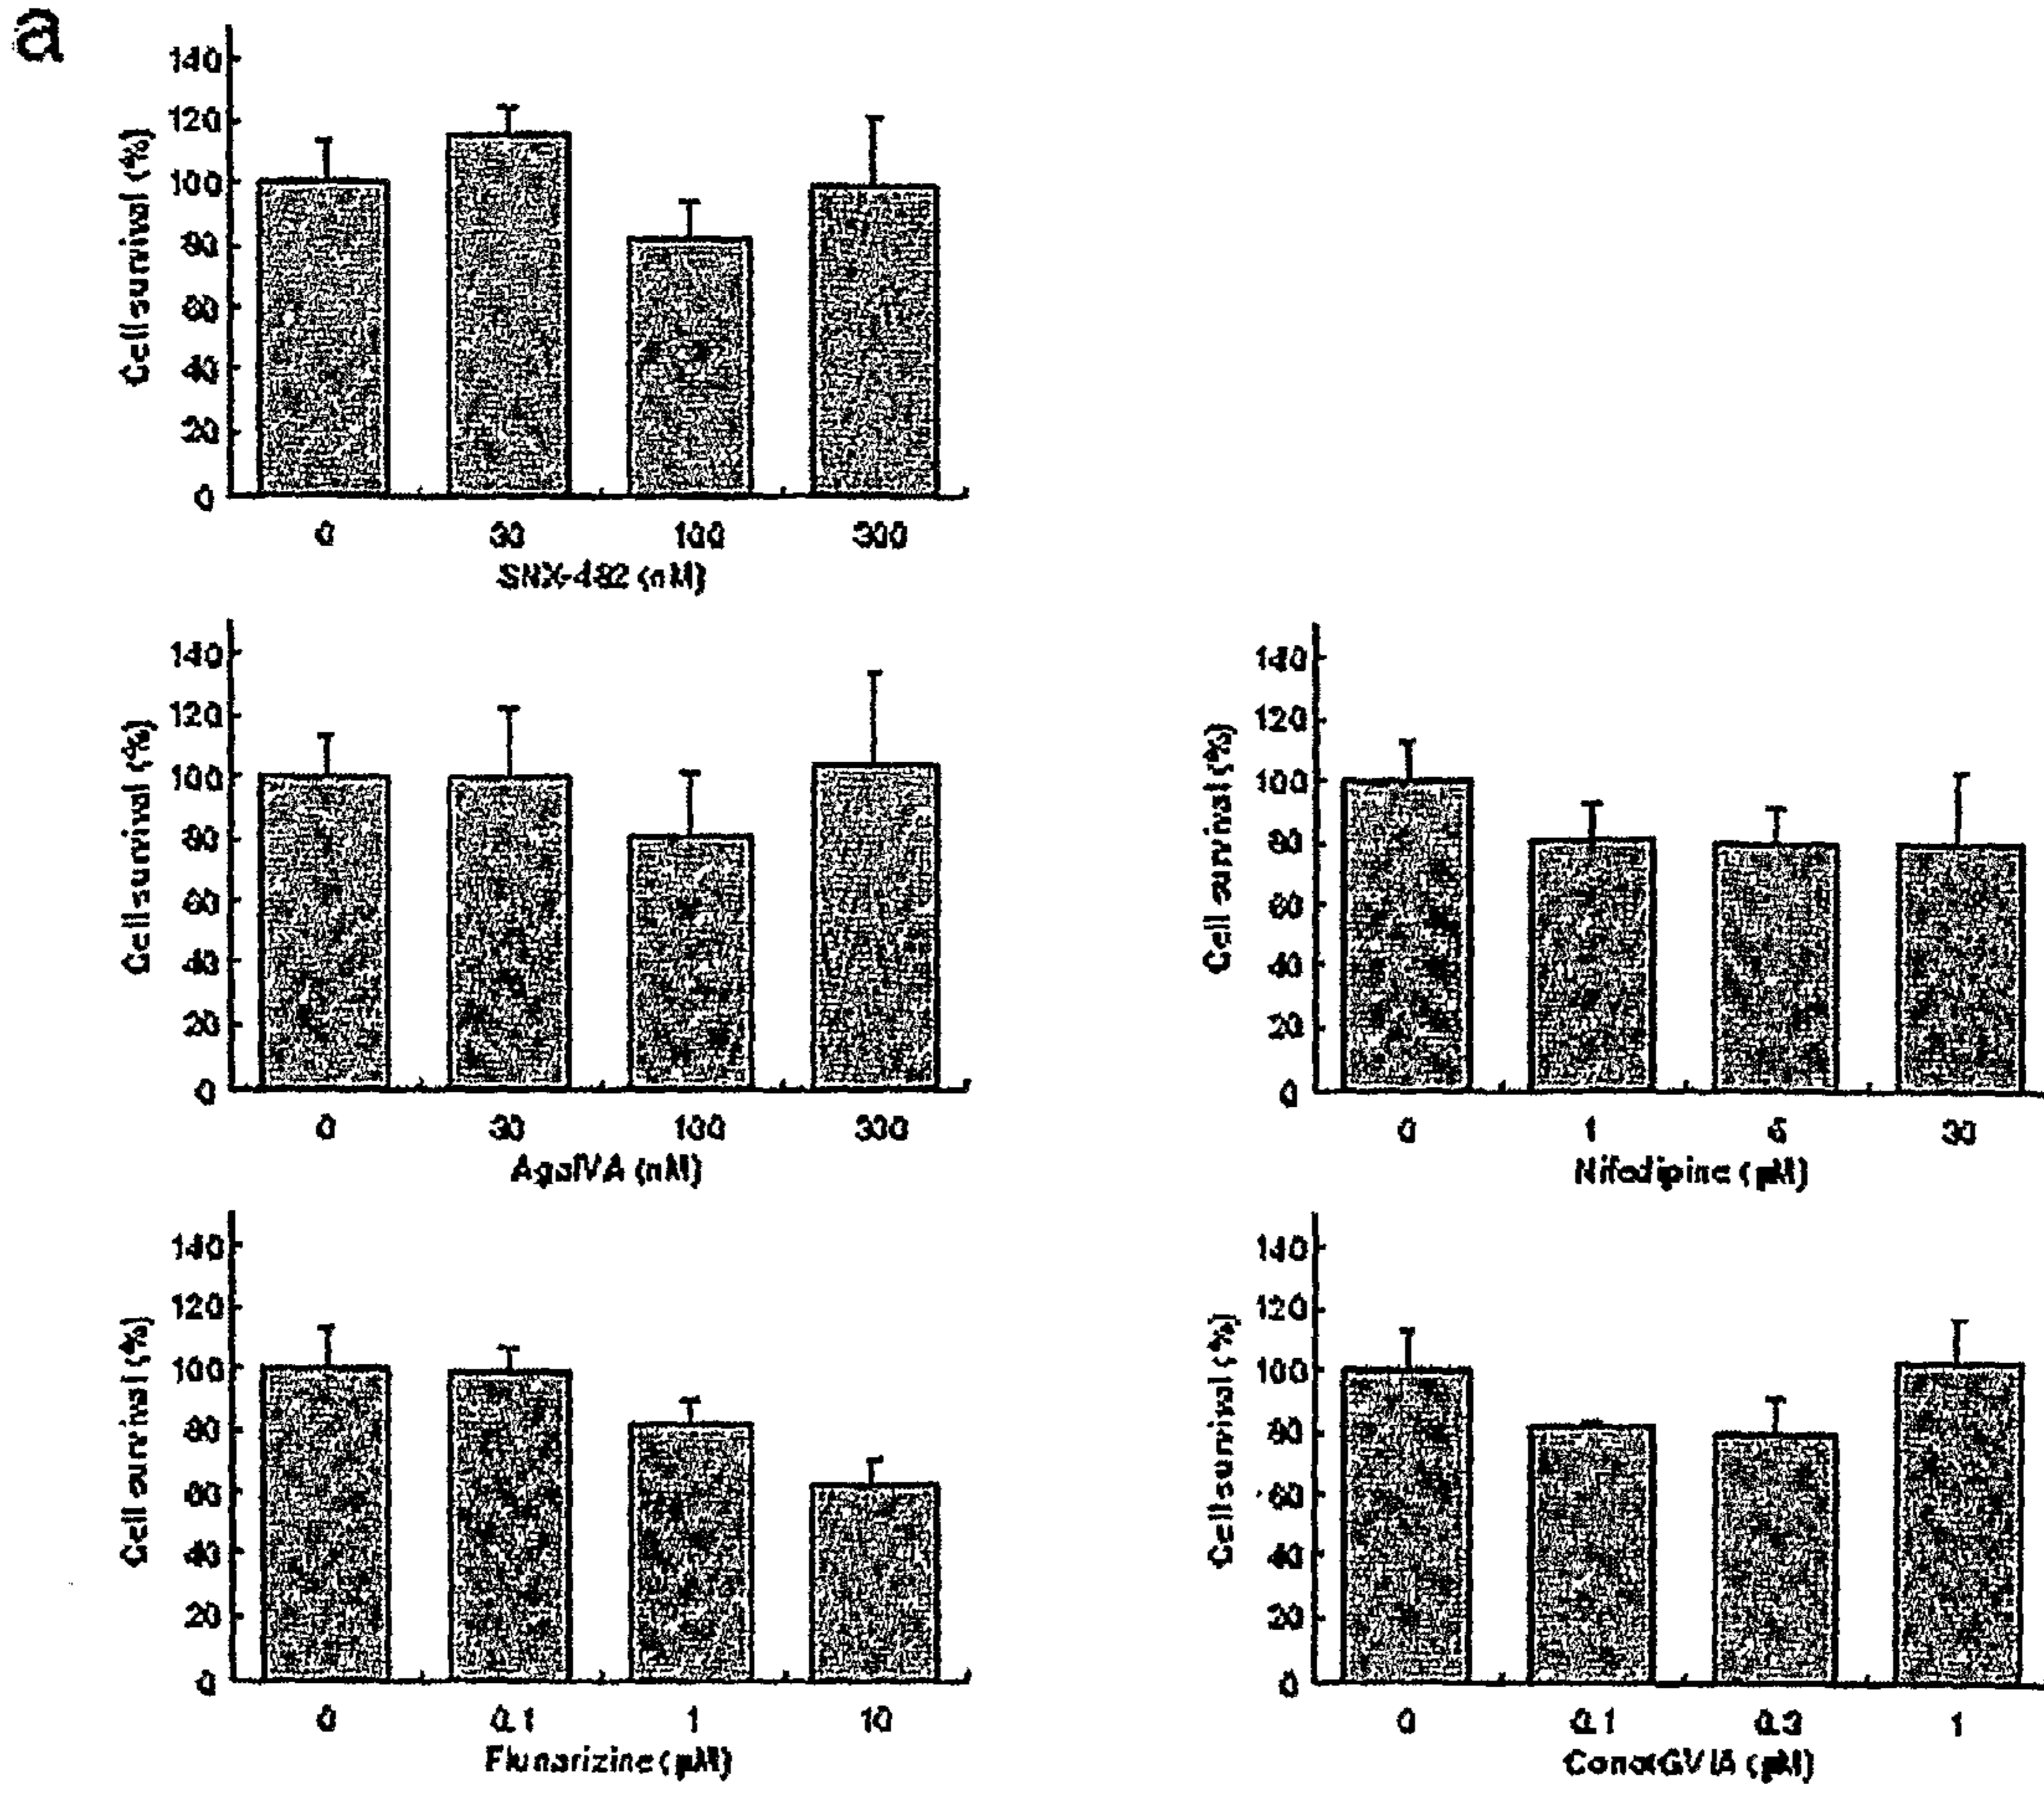 a
Cell survival (%)
140
120
100
80
60
40
20
0
0 30 100 300
SNX-482 (nM)
Cell survival (%)
140
120
100
80
60
40
20
0
0 30 100 300
AgaIVA (nM)
Cell survival (%)
140
120
100
80
60
40
20
0
0 1 30
Nifedipine (μM)
Cell survival (%)
140
120
100
80
60
40
20
0
0 0.1 1 10
Flunarizine (μM)
Cell survival (%)
140
120
100
80
60
40
20
0
0 0.1 0.3 1
(μM)